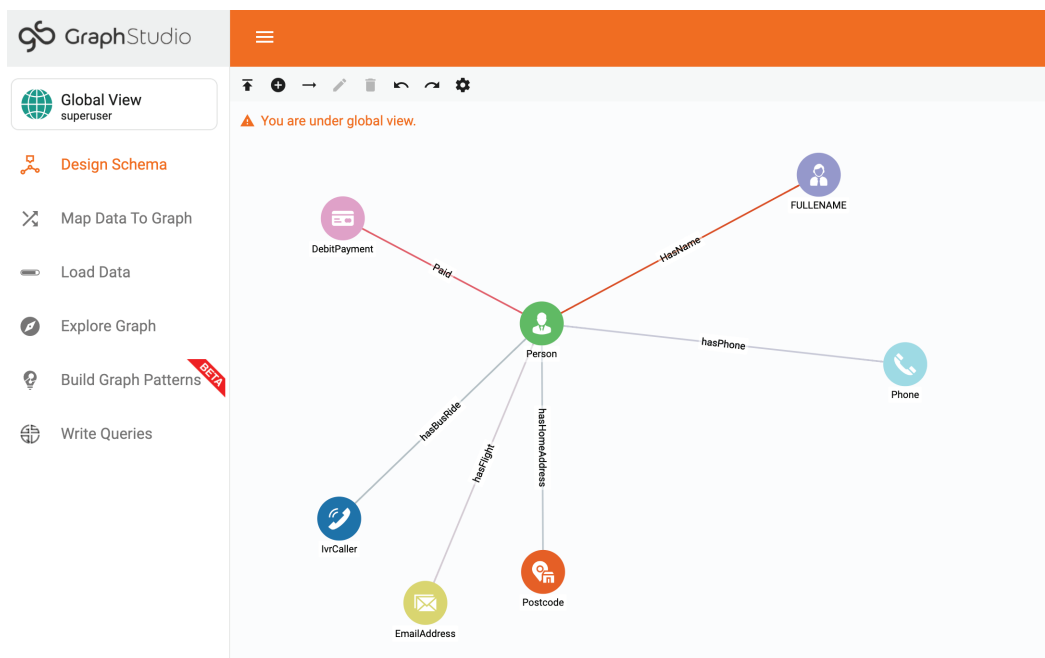 GraphStudio
Global View
superuser
Design Schema
Map Data To Graph
Load Data
Explore Graph
Build Graph Patterns
BETA
Write Queries
You are under global view.
FULLENAME
DebitPayment
HasName
Paid
Person
hasPhone
Phone
hasBusRide
hasFlight
hasHomeAddress
IvrCaller
Postcode
EmailAddress